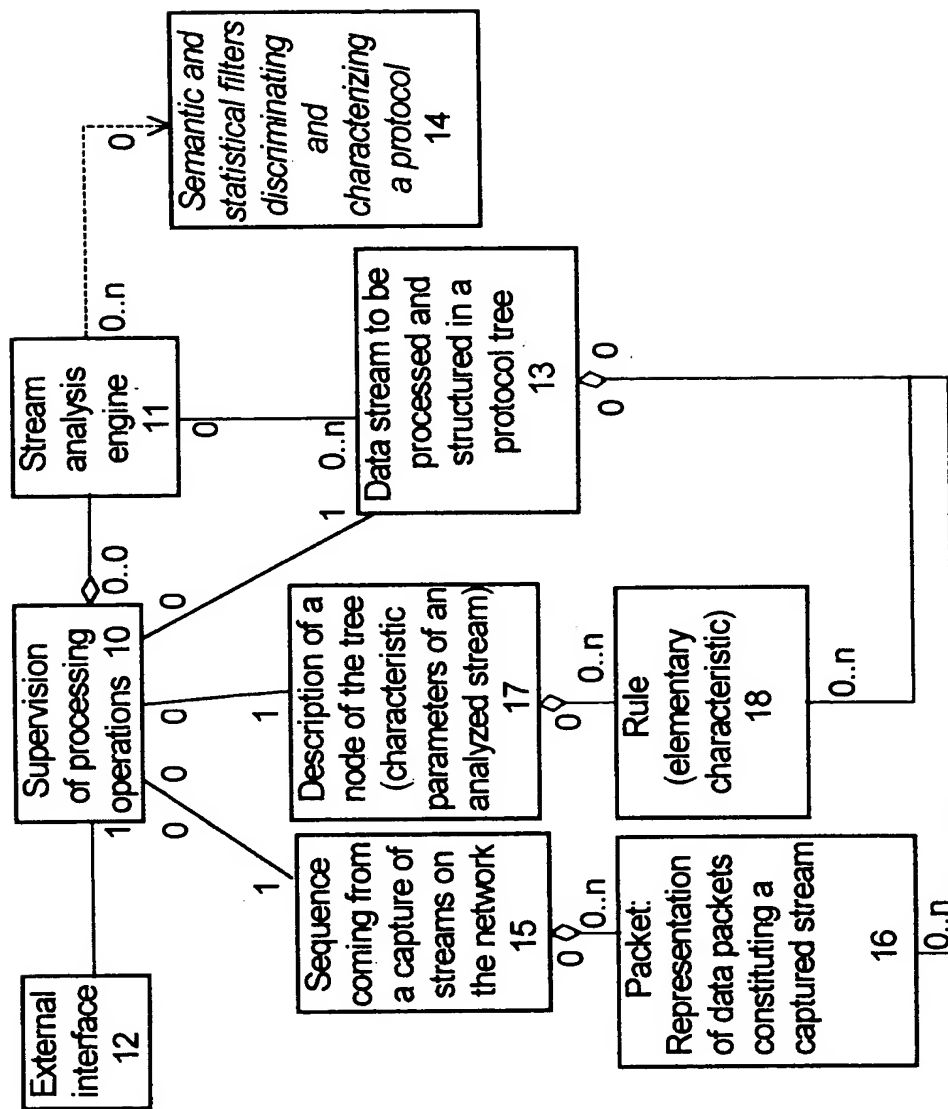 External
interface
12
1
Supervision
of processing
operations 10
0..0
Stream
analysis
engine
11
0..n
0
Semantic and
statistical filters
discriminating
and
characterizing
a protocol
14
0
1
0
1
0
1
0
0..n
Sequence
coming from
a capture of
streams on
the network
15
Description of a
node of the tree
(characteristic
parameters of an
analyzed stream)
17
Data stream to be
processed and
structured in a
protocol tree
13
0
0..n
0
0..n
0
0
Packet:
Representation
of data packets
constituting a
captured stream
16
0..n
Rule
(elementary
characteristic)
18
0..n